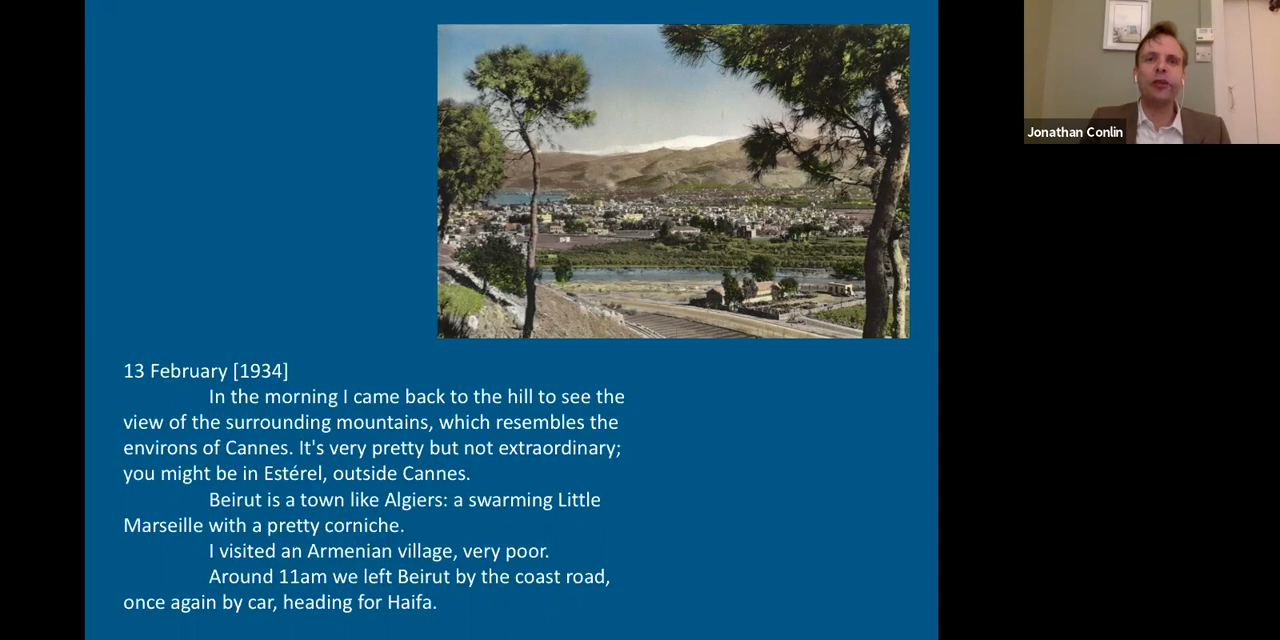 Jonathan Conlin
13 February [1934]
In the morning I came back to the hill to see the
view of the surrounding mountains, which resembles the
environs of Cannes. It's very pretty but not extraordinary;
you might be in Estérel, outside Cannes.
Beirut is a town like Algiers: a swarming Little
Marseille with a pretty corniche.
I visited an Armenian village, very poor.
Around 11am we left Beirut by the coast road,
once again by car, heading for Haifa.